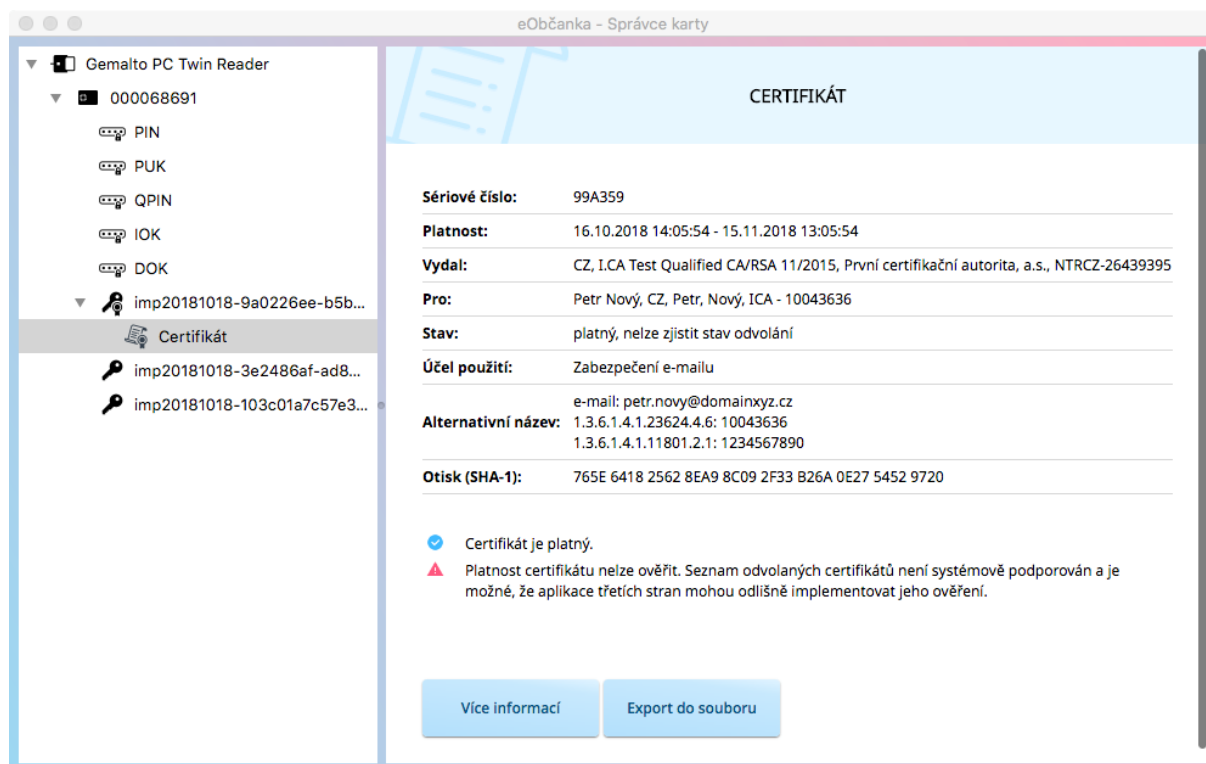 eObčanka - Správce karty
Gemalto PC Twin Reader
000068691
PIN
PUK
QPIN
IOK
DOK
imp20181018-9a0226ee-b5b...
Certifikát
imp20181018-3e2486af-ad8...
imp20181018-103c01a7c57e3...
CERTIFIKÁT
Sériové číslo: 99A359
Platnost: 16.10.2018 14:05:54 - 15.11.2018 13:05:54
Vydal: CZ, I.CA Test Qualified CA/RSA 11/2015, První certifikační autorita, a.s., NTRCZ-26439395
Pro: Petr Nový, CZ, Petr, Nový, ICA - 10043636
Stav: platný, nelze zjistit stav odvolání
Účel použití: Zabezpečení e-mailu
Alternativní název: e-mail: petr.novy@domainxyz.cz
1.3.6.1.4.1.23624.4.6: 10043636
1.3.6.1.4.1.11801.2.1: 1234567890
Otisk (SHA-1): 765E 6418 2562 8EA9 8C09 2F33 B26A 0E27 5452 9720
Certifikát je platný.
Platnost certifikátu nelze ověřit. Seznam odvolaných certifikátů není systémově podporován a je
možné, že aplikace třetích stran mohou odlišně implementovat jeho ověření.
Více informací
Export do souboru